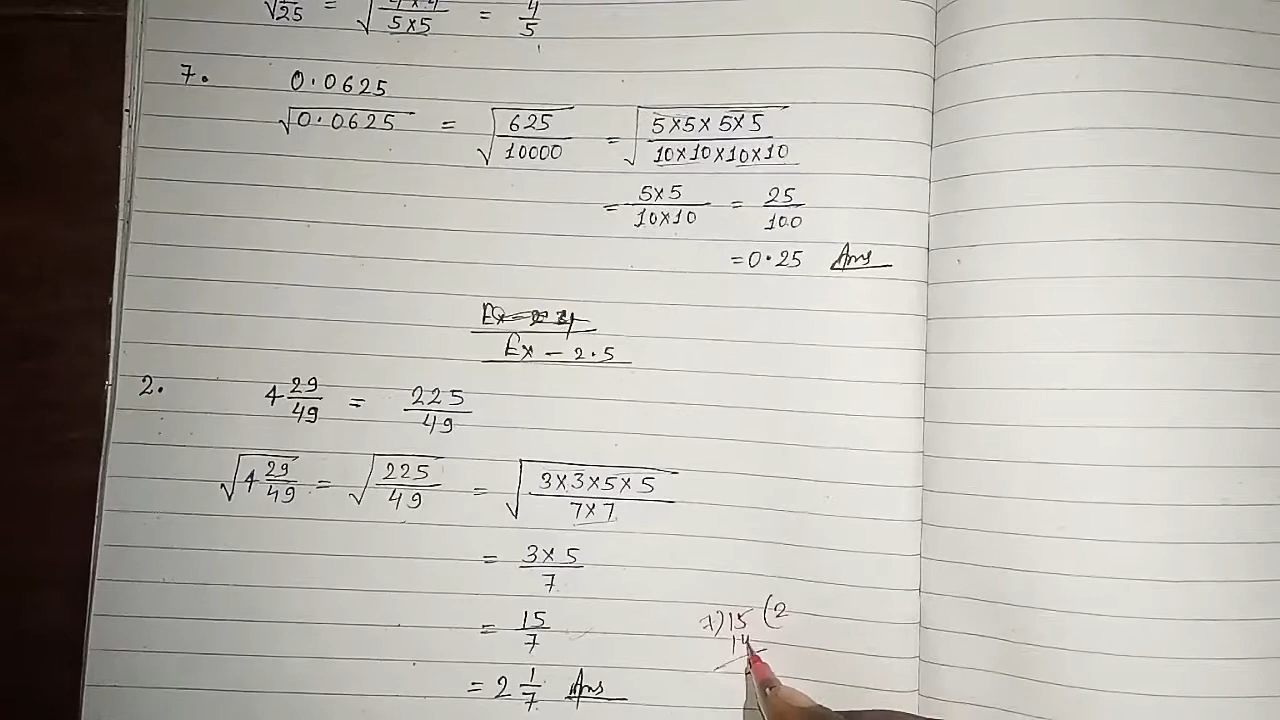 √25 = √4×4/5×5 = 4/5
7. 0.0625
√0.0625 = √625/10000 = √5×5×5×5/10×10×10×10
= 5×5/10×10 = 25/100
= 0.25 Ans
Ex - 2.5
2. 4 29/49 = 225/49
√4 29/49 = √225/49 = √3×3×5×5/7×7
= 3×5/7
= 15/7
7)15(2
14
= 2 1/7 Ans